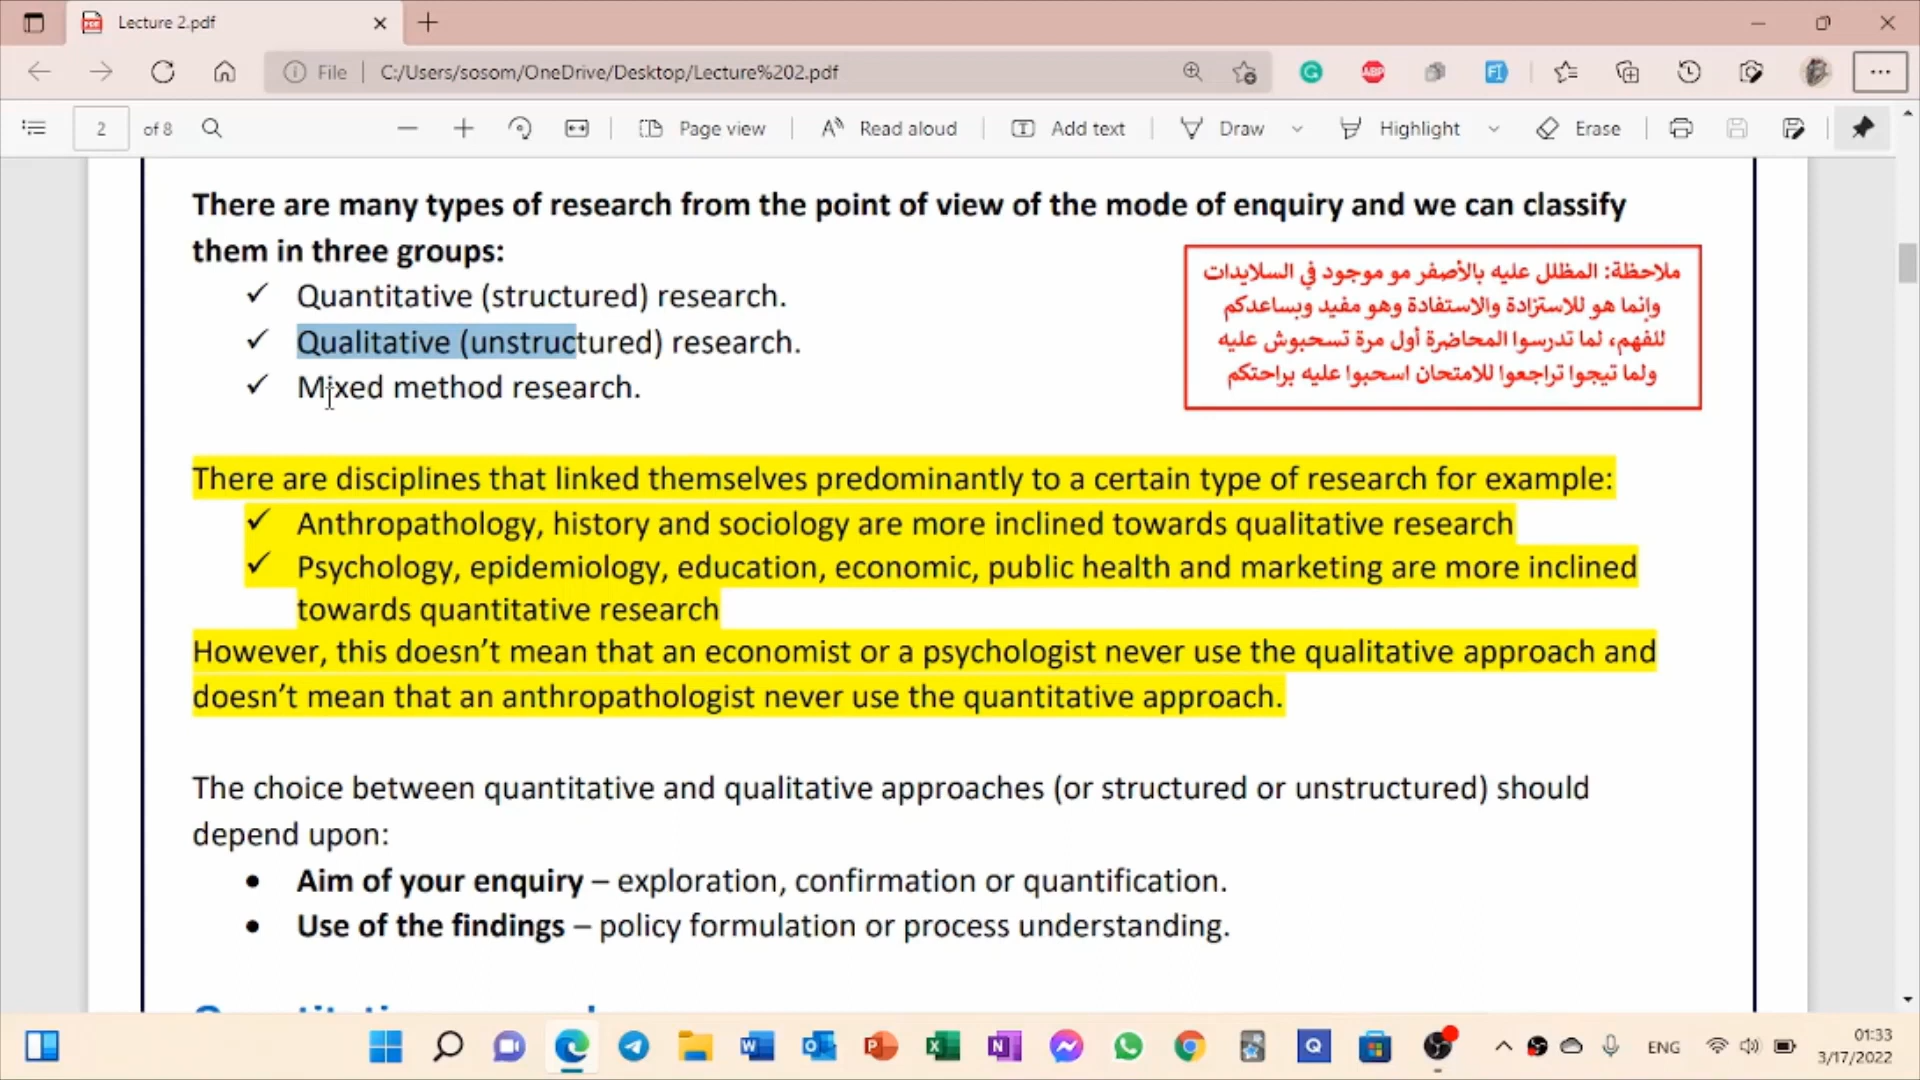 Lecture 2.pdf
File
C:/Users/sosom/OneDrive/Desktop/Lecture%202.pdf
ABP
2 of 8
Page view
Read aloud
Add text
Draw
Highlight
Erase
There are many types of research from the point of view of the mode of enquiry and we can classify
them in three groups:
✓ Quantitative (structured) research.
✓ Qualitative (unstructured) research.
✓ Mixed method research.
ملاحظة: المظلل عليه بالأصفر مو موجود في السلايدات
وإنما هو للاستزادة والاستفادة وهو مفيد وبساعدكم
للفهم، لما تدرسوا المحاضرة أول مرة تسحبوش عليه
ولما تيجوا تراجعوا للامتحان اسحبوا عليه براحتكم
There are disciplines that linked themselves predominantly to a certain type of research for example:
✓ Anthropathology, history and sociology are more inclined towards qualitative research
✓ Psychology, epidemiology, education, economic, public health and marketing are more inclined
towards quantitative research
However, this doesn’t mean that an economist or a psychologist never use the qualitative approach and
doesn’t mean that an anthropathologist never use the quantitative approach.
The choice between quantitative and qualitative approaches (or structured or unstructured) should
depend upon:
• Aim of your enquiry – exploration, confirmation or quantification.
• Use of the findings – policy formulation or process understanding.
ENG
01:33
3/17/2022